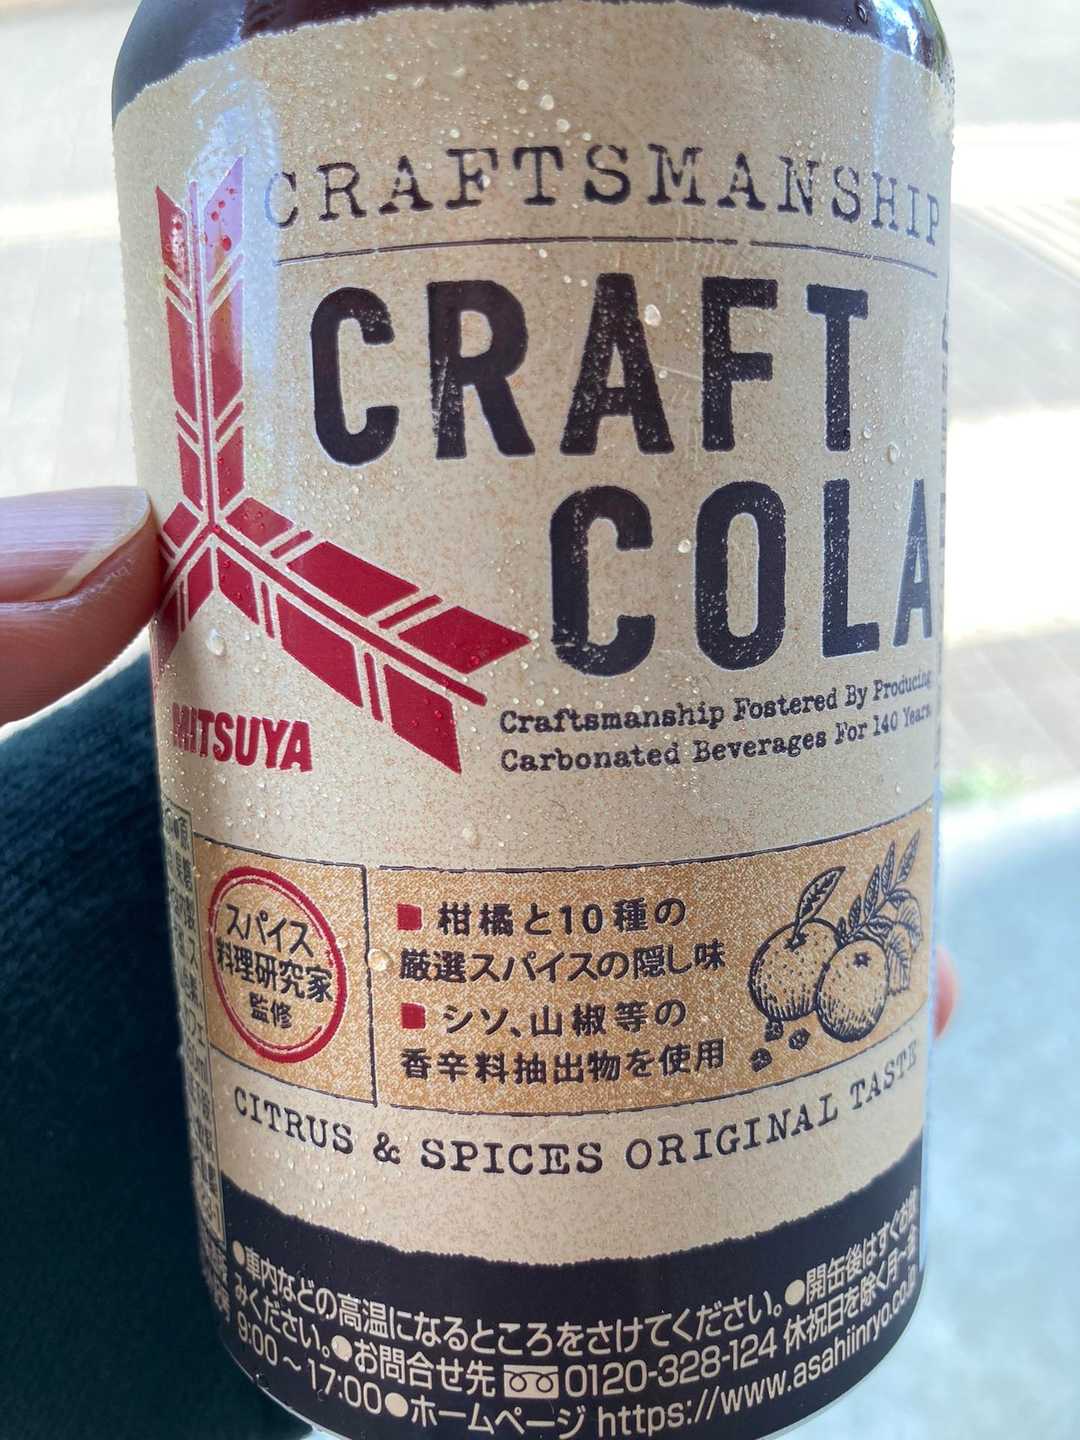 CRAFTSMANSHIP
CRAFT
COLA
MITSUYA
Craftsmanship Fostered By Producing
Carbonated Beverages For 140 Years.
スパイス
料理研究家
監修
■柑橘と10種の
厳選スパイスの隠し味
■シソ、山椒等の
香辛料抽出物を使用
CITRUS & SPICES ORIGINAL TASTE
●車内などの高温になるところをさけてください。●開缶後はすぐお飲
みください。●お問合せ先 0120-328-124 休祝日を除く月〜金
9:00〜17:00●ホームページ https://www.asahiinryo.co.jp